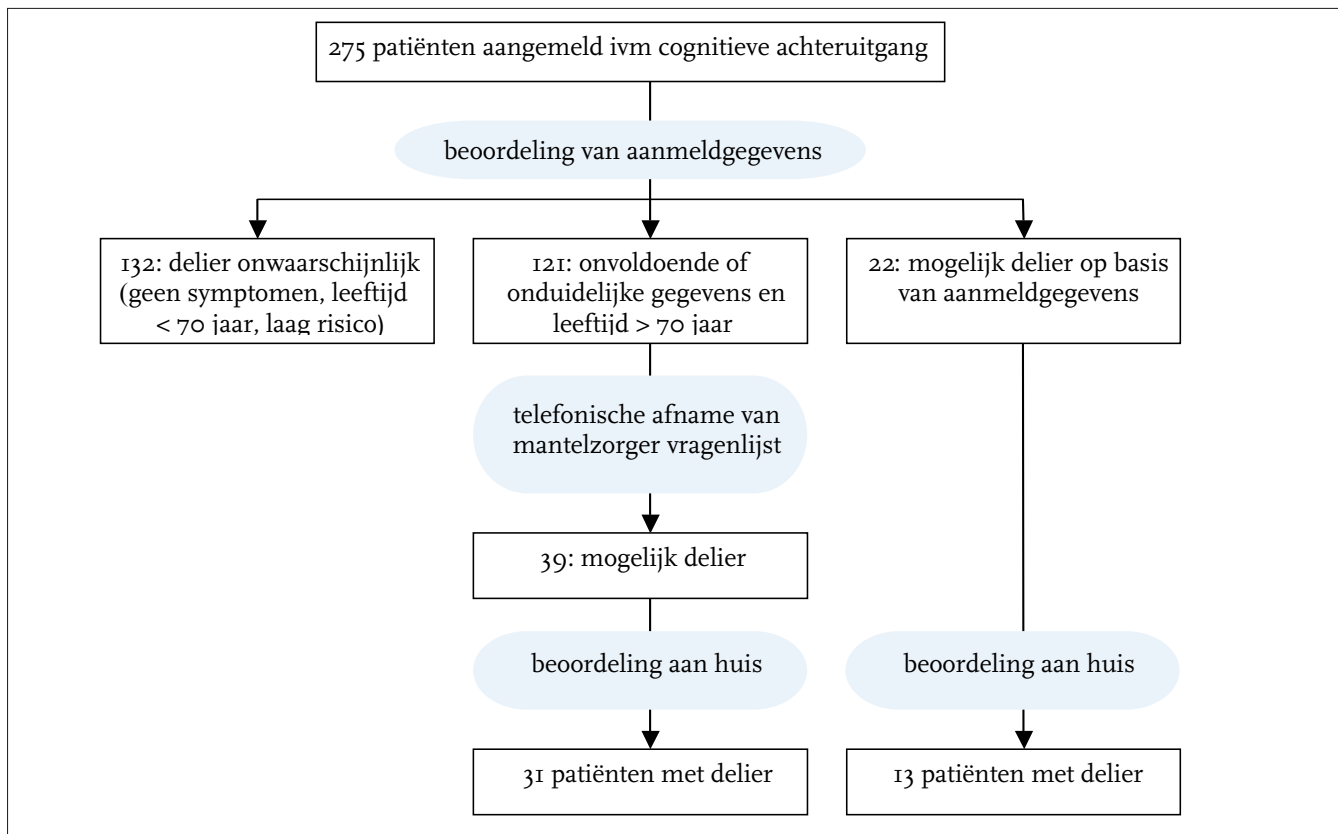 275 patiënten aangemeld ivm cognitieve achteruitgang
beoordeling van aanmeldgegevens
132: delier onwaarschijnlijk
(geen symptomen, leeftijd
< 70 jaar, laag risico)
121: onvoldoende of
onduidelijke gegevens en
leeftijd > 70 jaar
22: mogelijk delier op basis
van aanmeldgegevens
telefonische afname van
mantelzorger vragenlijst
39: mogelijk delier
beoordeling aan huis
beoordeling aan huis
31 patiënten met delier
13 patiënten met delier